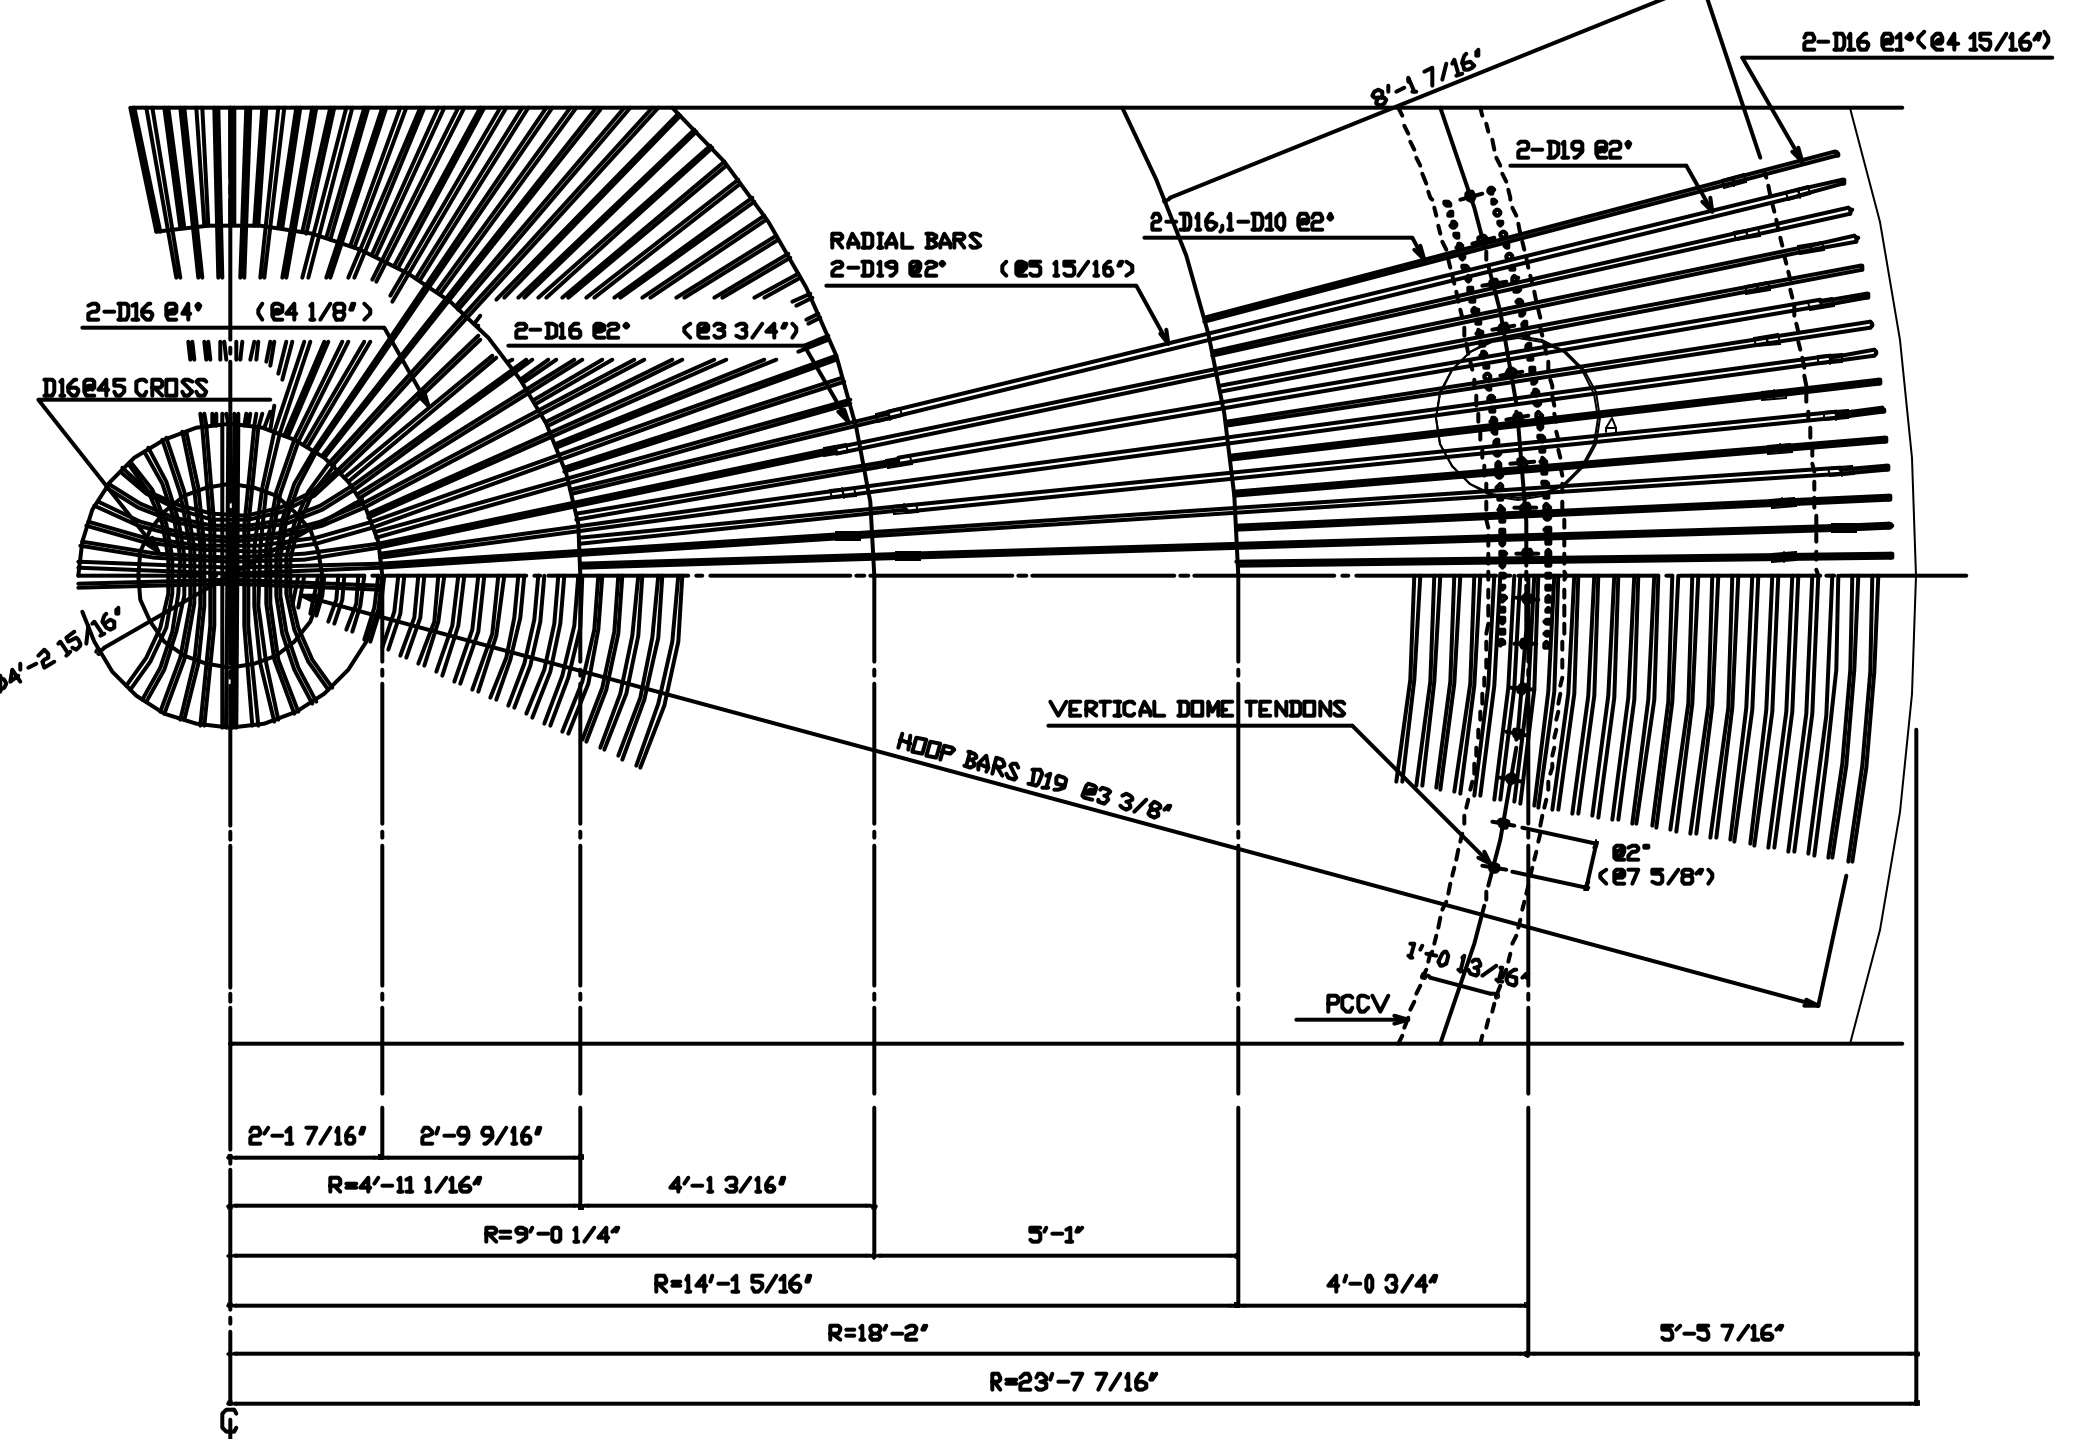 2-D16 @1°(@4 15/16")
8'-1 7/16"
2-D19 @2°
2-D16,1-D10 @2°
RADIAL BARS
2-D19 @2° (@5 15/16")
2-D16 @4° (@4 1/8")
2-D16 @2° (@3 3/4")
D16@45 CROSS
A
ø4'-2 15/16"
VERTICAL DOME TENDONS
HOOP BARS D19 @3 3/8"
@2°
(@7 5/8")
1'-0 13/16"
PCCV
2'-1 7/16" 2'-9 9/16"
R=4'-11 1/16" 4'-1 3/16"
R=9'-0 1/4" 5'-1"
R=14'-1 5/16" 4'-0 3/4"
R=18'-2" 5'-5 7/16"
R=23'-7 7/16"
℄